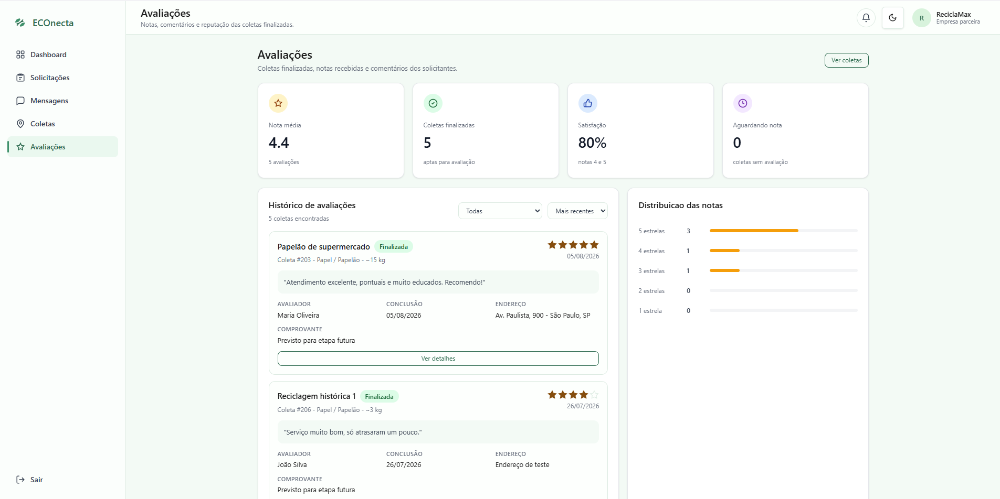 ECOnecta
Dashboard
Solicitações
Mensagens
Coletas
Avaliações
Sair
Avaliações
Notas, comentários e reputação das coletas finalizadas.
R
ReciclaMax
Empresa parceira
Avaliações
Coletas finalizadas, notas recebidas e comentários dos solicitantes.
Ver coletas
Nota média
4.4
5 avaliações
Coletas finalizadas
5
aptas para avaliação
Satisfação
80%
notas 4 e 5
Aguardando nota
0
coletas sem avaliação
Histórico de avaliações
5 coletas encontradas
Todas
Mais recentes
Papelão de supermercado Finalizada
Coleta #203 - Papel / Papelão - ~15 kg
05/08/2026
"Atendimento excelente, pontuais e muito educados. Recomendo!"
AVALIADOR
Maria Oliveira
CONCLUSÃO
05/08/2026
ENDEREÇO
Av. Paulista, 900 - São Paulo, SP
COMPROVANTE
Previsto para etapa futura
Ver detalhes
Reciclagem histórica 1 Finalizada
Coleta #206 - Papel / Papelão - ~3 kg
26/07/2026
"Serviço muito bom, só atrasaram um pouco."
AVALIADOR
João Silva
CONCLUSÃO
26/07/2026
ENDEREÇO
Endereço de teste
COMPROVANTE
Previsto para etapa futura
Distribuicao das notas
5 estrelas 3
4 estrelas 1
3 estrelas 1
2 estrelas 0
1 estrela 0